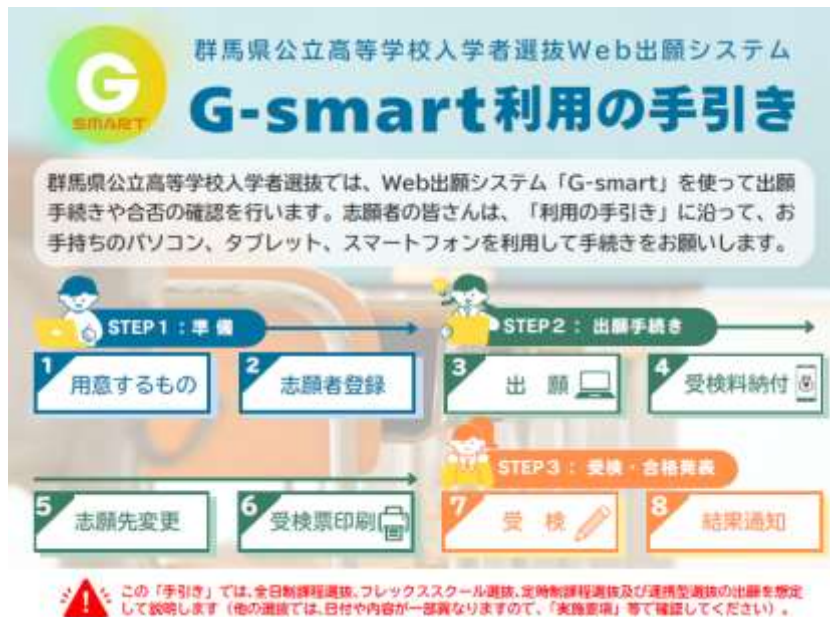 G
SMART
群馬県公立高等学校入学者選抜Web出願システム
G-smart利用の手引き
群馬県公立高等学校入学者選抜では、Web出願システム「G-smart」を使って出願
手続きや合否の確認を行います。志願者の皆さんは、「利用の手引き」に沿って、お
手持ちのパソコン、タブレット、スマートフォンを利用して手続きをお願いします。
STEP1：準備
1 用意するもの
2 志願者登録
STEP2：出願手続き
3 出願
4 受検料納付
5 志願先変更
6 受検票印刷
STEP3：受検・合格発表
7 受検
8 結果通知
この「手引き」では、全日制課程選抜、フレックススクール選抜、定時制課程選抜及び連携型選抜の出願を想定
して説明します（他の選抜では、日付や内容が一部異なりますので、「実施要項」等で確認してください）。